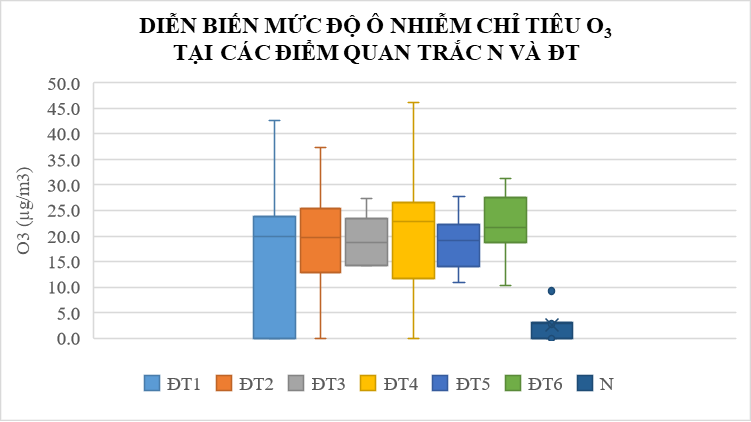 DIỄN BIẾN MỨC ĐỘ Ô NHIỄM CHỈ TIÊU O₃
TẠI CÁC ĐIỂM QUAN TRẮC N VÀ ĐT
50.0
45.0
40.0
35.0
30.0
25.0
20.0
15.0
10.0
5.0
0.0
O3 (µg/m3)
ĐT1 ĐT2 ĐT3 ĐT4 ĐT5 ĐT6 N